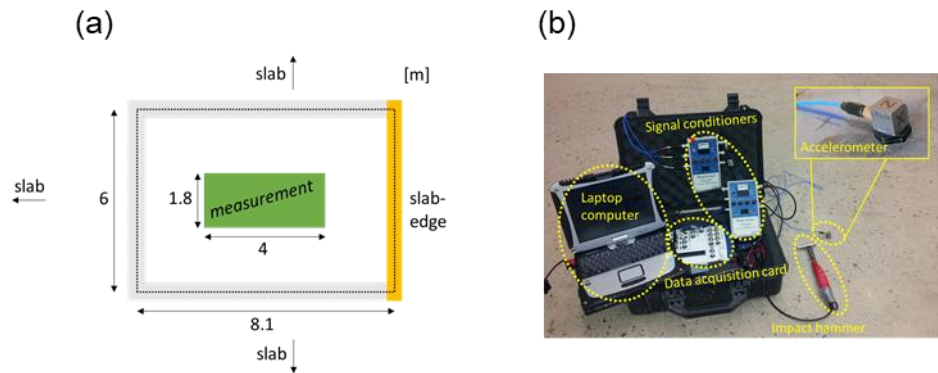 (a)
slab
[m]
6
slab
1.8
measurement
4
slab-
edge
8.1
slab
(b)
Signal conditioners
Accelerometer
Z
Laptop
computer
Data acquisition card
Impact hammer